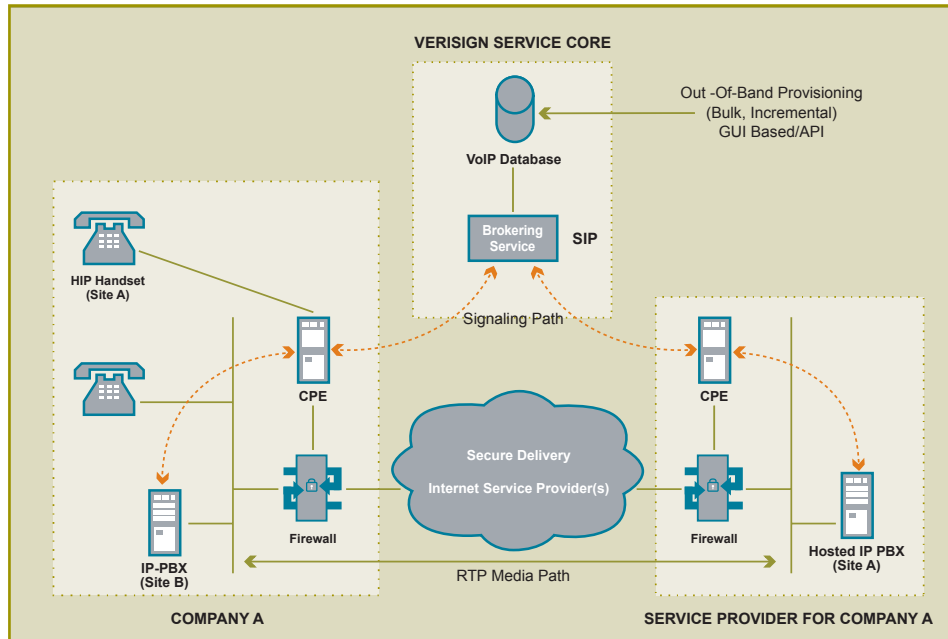 VERISIGN SERVICE CORE
Out -Of-Band Provisioning
(Bulk, Incremental)
GUI Based/API
VoIP Database
Brokering
Service
SIP
HIP Handset
(Site A)
Signaling Path
CPE
CPE
Secure Delivery
Internet Service Provider(s)
Firewall
Firewall
IP-PBX
(Site B)
Hosted IP PBX
(Site A)
RTP Media Path
COMPANY A
SERVICE PROVIDER FOR COMPANY A